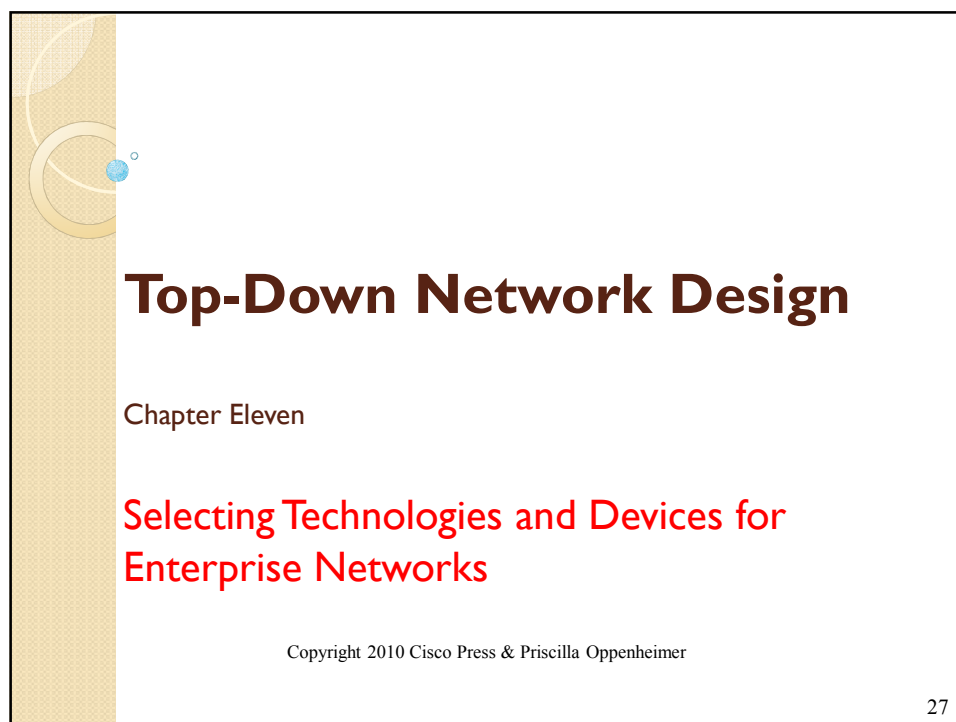 Top-Down Network Design
Chapter Eleven
Selecting Technologies and Devices for
Enterprise Networks
Copyright 2010 Cisco Press & Priscilla Oppenheimer
27